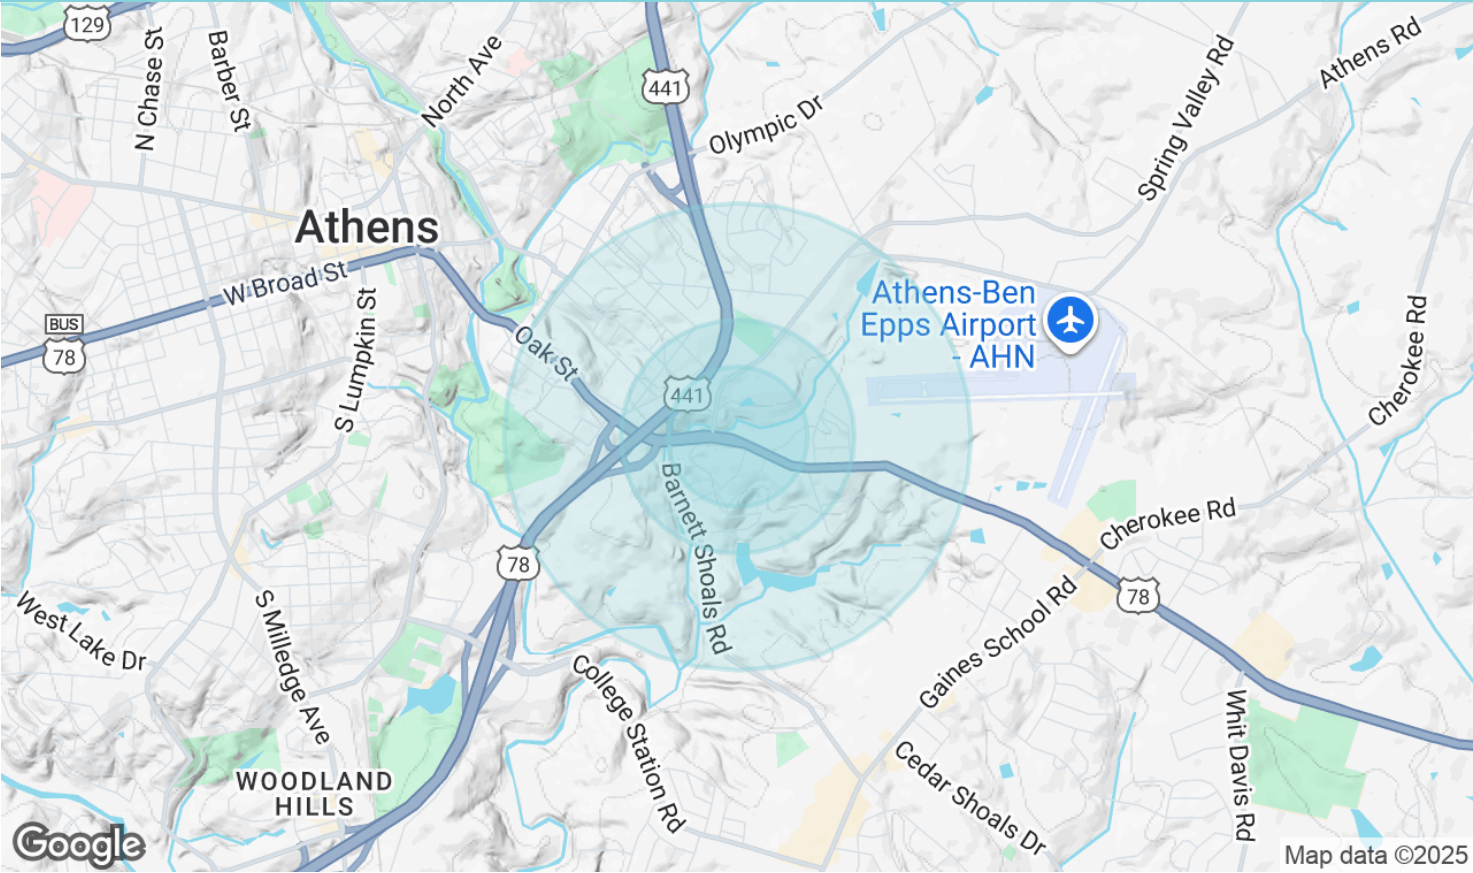 129
N Chase St
Barber St
North Ave
441
Olympic Dr
Spring Valley Rd
Athens Rd
Athens
W Broad St
BUS
78
S Lumpkin St
Oak St
441
Athens-Ben
Epps Airport
- AHN
Cherokee Rd
Barnett Shoals Rd
Cherokee Rd
78
78
West Lake Dr
S Milledge Ave
College Station Rd
Gaines School Rd
Whit Davis Rd
Cedar Shoals Dr
WOODLAND
HILLS
Google
Map data ©2025